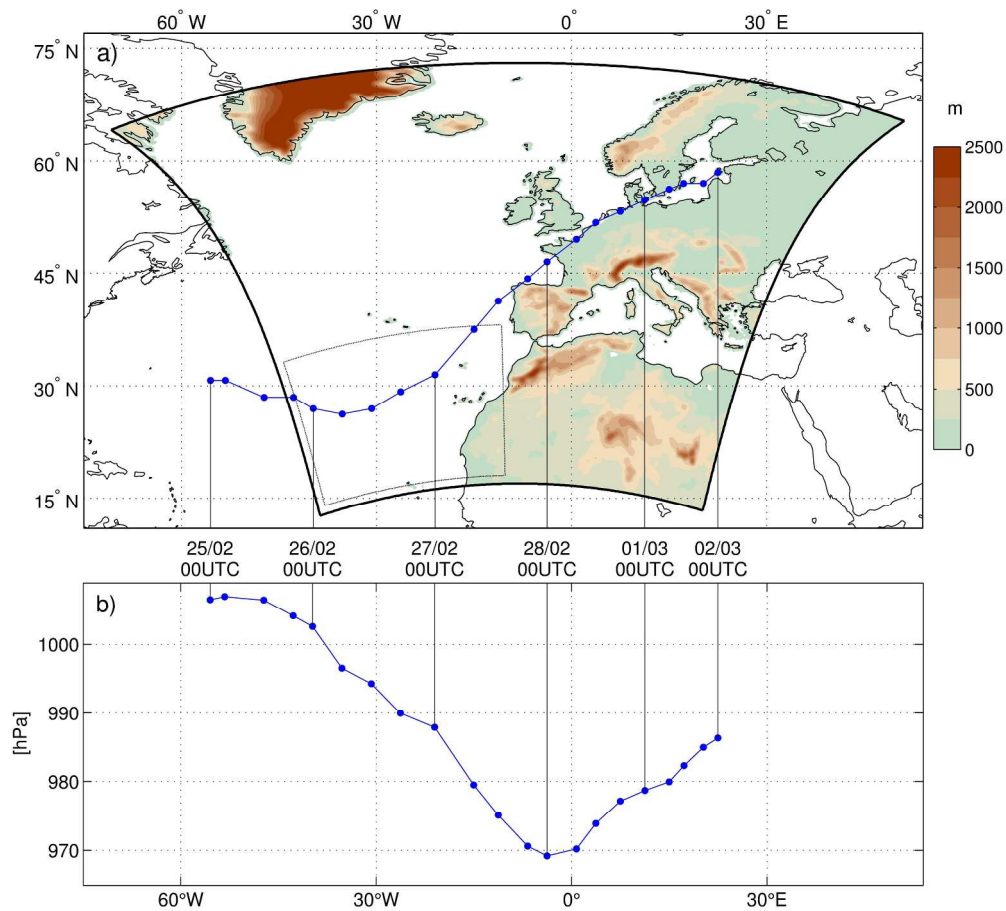 60° W 30° W 0° 30° E
a)
75° N
60° N
45° N
30° N
15° N
m
2500
2000
1500
1000
500
0
25/02 26/02 27/02 28/02 01/03 02/03
00UTC 00UTC 00UTC 00UTC 00UTC 00UTC
b)
1000
990
980
970
[hPa]
60°W 30°W 0° 30°E